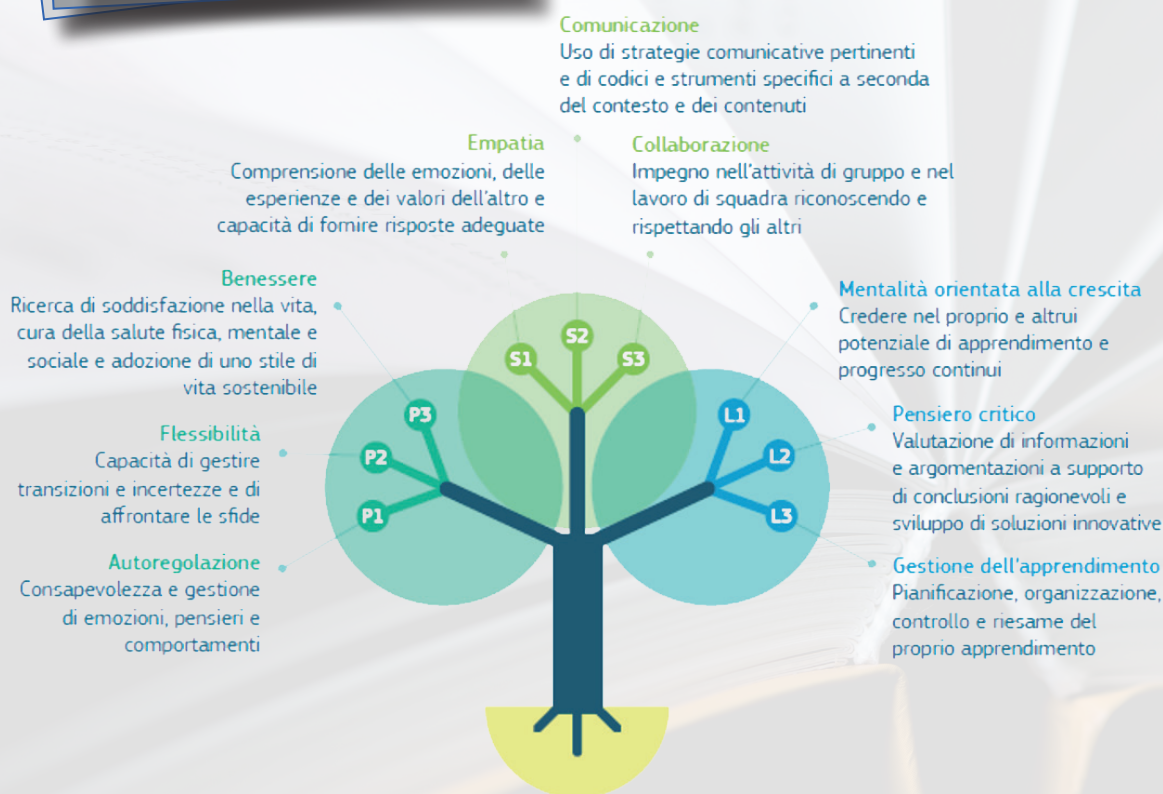 Comunicazione
Uso di strategie comunicative pertinenti
e di codici e strumenti specifici a seconda
del contesto e dei contenuti
Empatia
Comprensione delle emozioni, delle
esperienze e dei valori dell'altro e
capacità di fornire risposte adeguate
Collaborazione
Impegno nell'attività di gruppo e nel
lavoro di squadra riconoscendo e
rispettando gli altri
Benessere
Ricerca di soddisfazione nella vita,
cura della salute fisica, mentale e
sociale e adozione di uno stile di
vita sostenibile
Flessibilità
Capacità di gestire
transizioni e incertezze e di
affrontare le sfide
Autoregolazione
Consapevolezza e gestione
di emozioni, pensieri e
comportamenti
S1
S2
S3
P3
P2
P1
L1
L2
L3
Mentalità orientata alla crescita
Credere nel proprio e altrui
potenziale di apprendimento e
progresso continui
Pensiero critico
Valutazione di informazioni
e argomentazioni a supporto
di conclusioni ragionevoli e
sviluppo di soluzioni innovative
Gestione dell'apprendimento
Pianificazione, organizzazione,
controllo e riesame del
proprio apprendimento